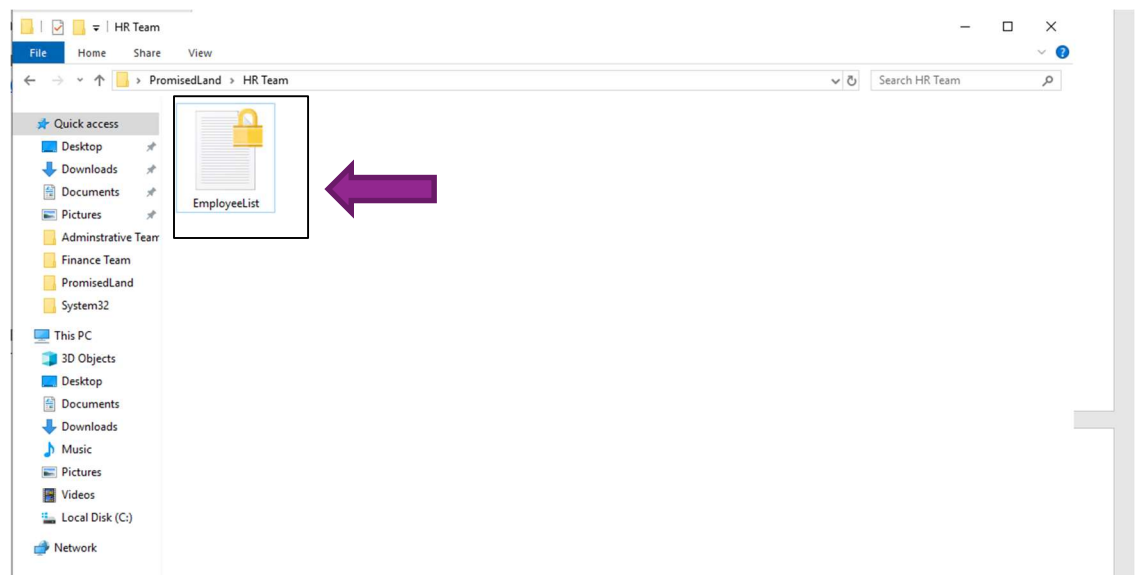 HR Team
File Home Share View
PromisedLand > HR Team
Search HR Team
Quick access
Desktop
Downloads
Documents
Pictures
Adminstrative Team
Finance Team
PromisedLand
System32
This PC
3D Objects
Desktop
Documents
Downloads
Music
Pictures
Videos
Local Disk (C:)
Network
EmployeeList